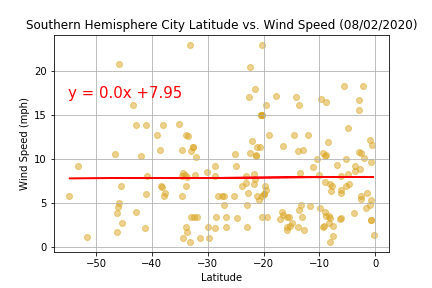 Southern Hemisphere City Latitude vs. Wind Speed (08/02/2020)
y = 0.0x +7.95
Wind Speed (mph)
20
15
10
5
0
−50
−40
−30
−20
−10
0
Latitude